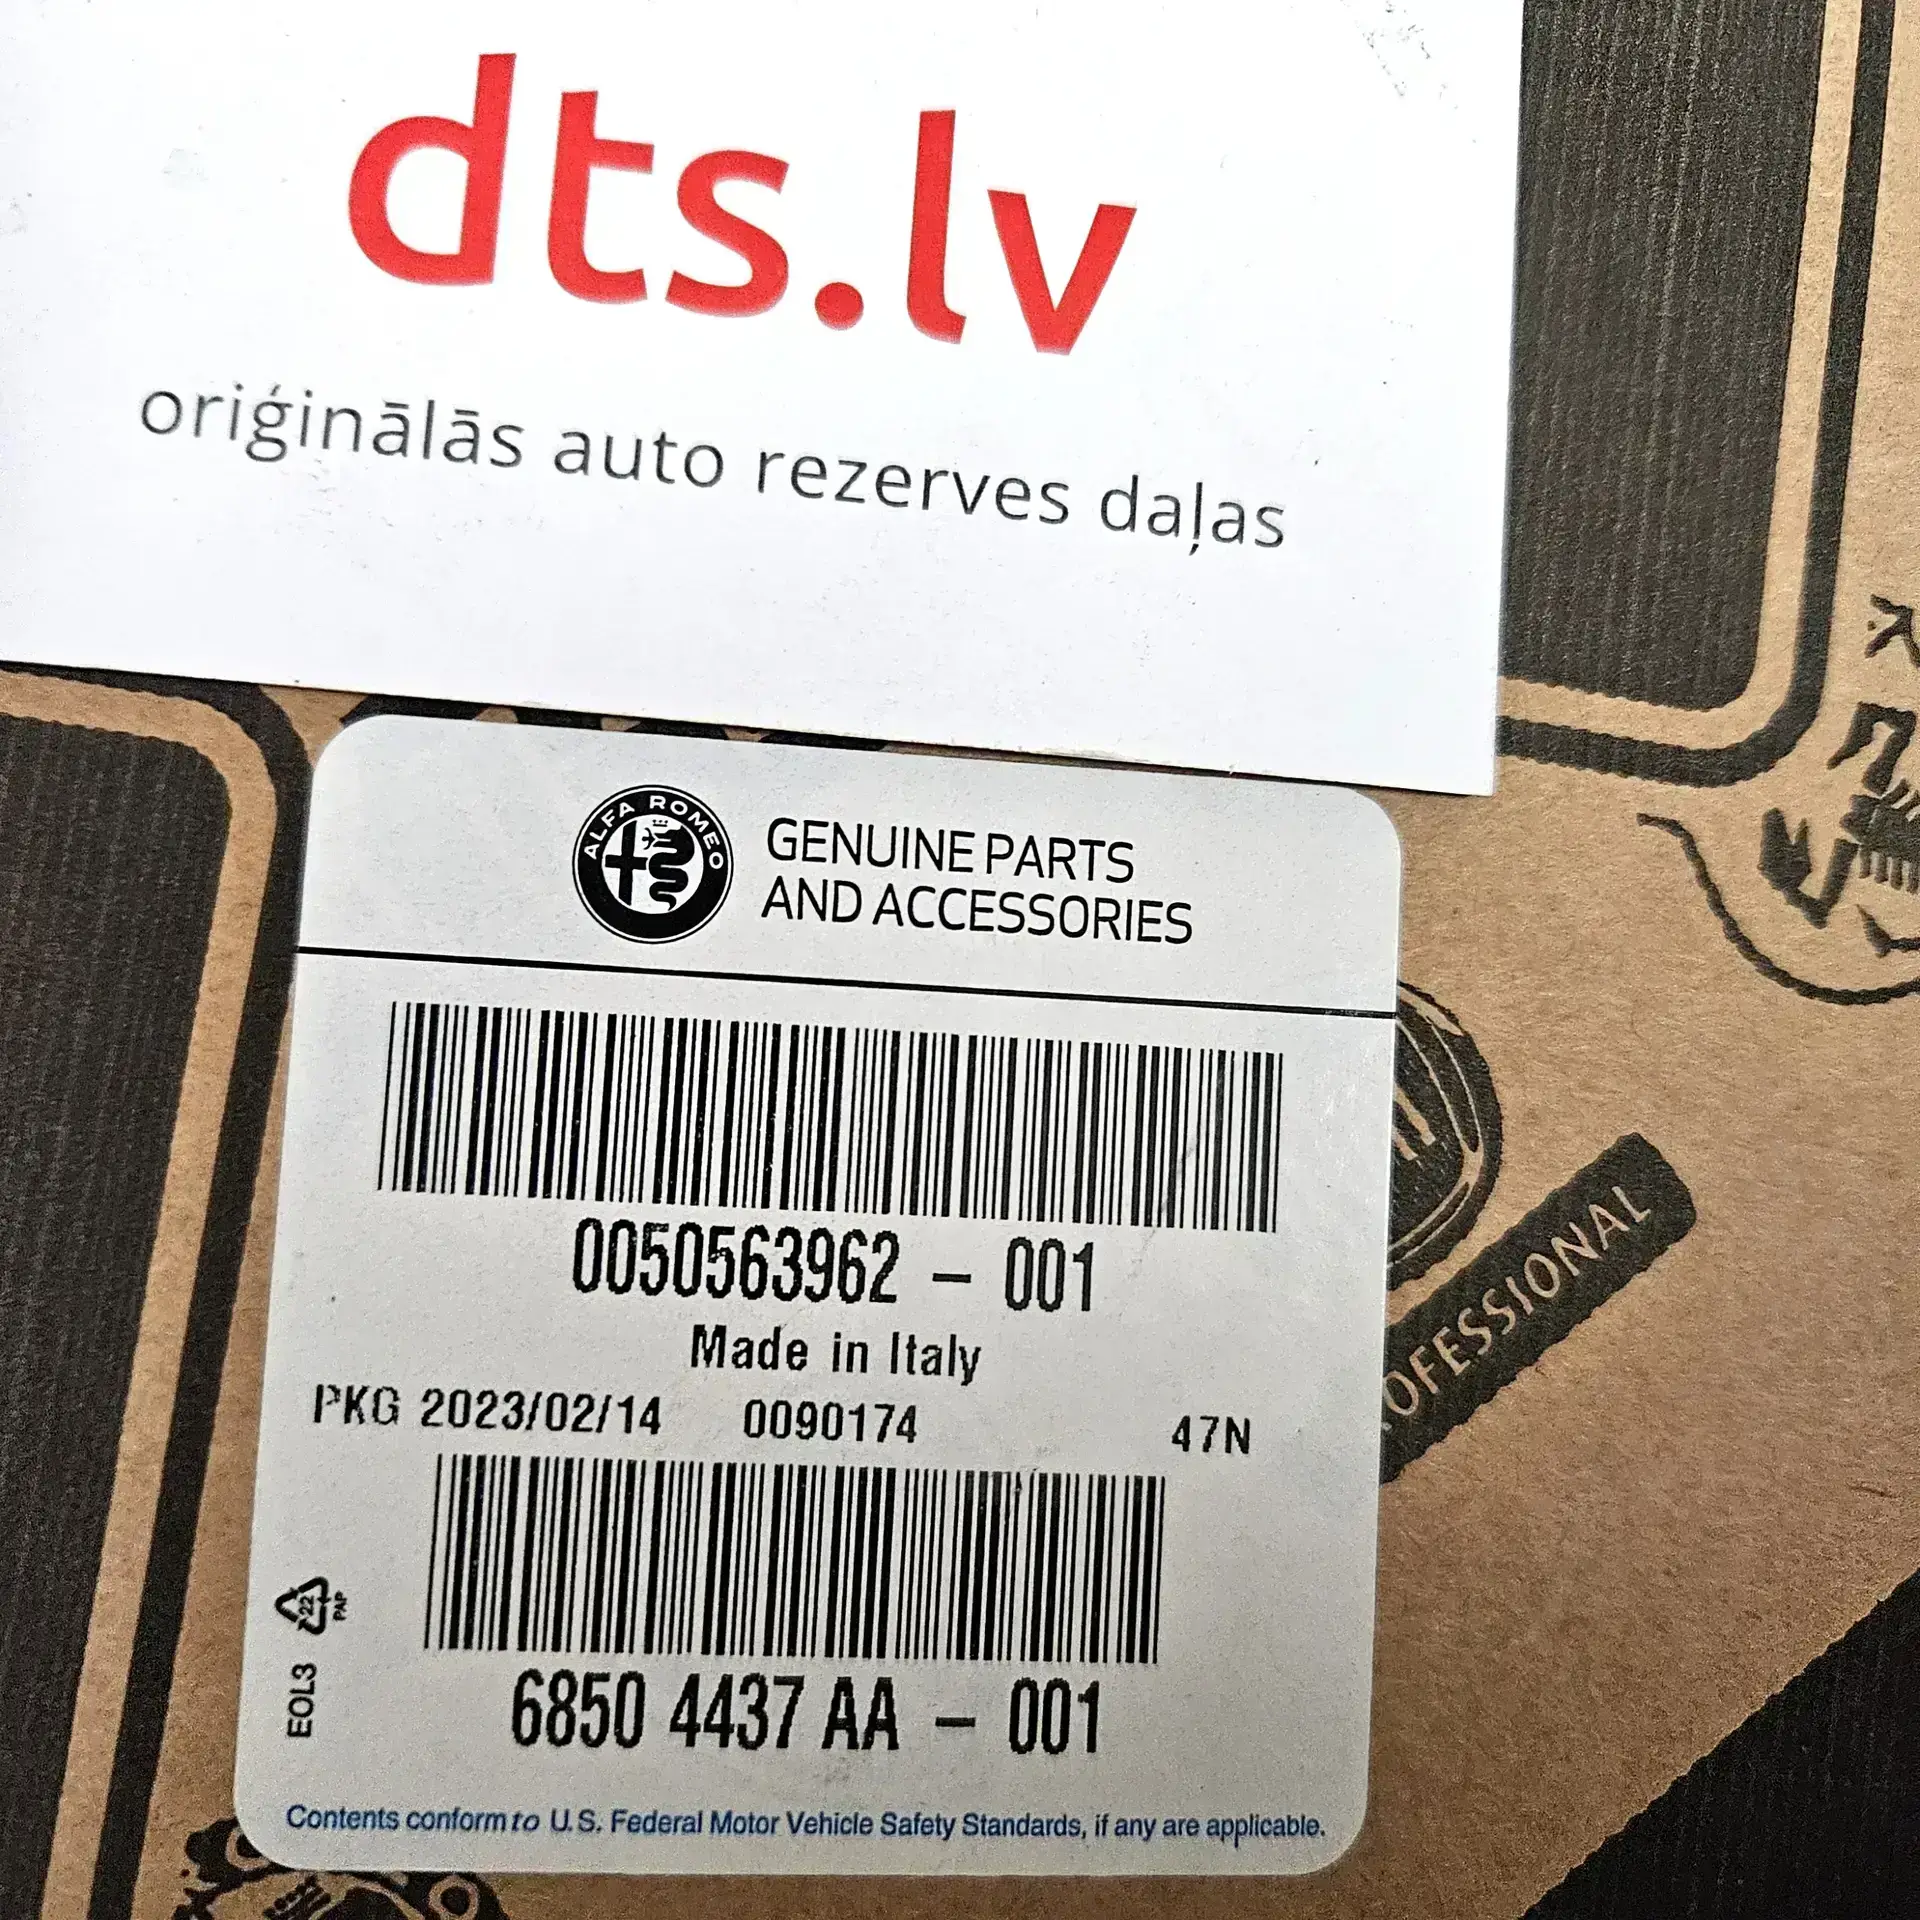 dts.lv
oriģinālās auto rezerves daļas
ALFA ROMEO
GENUINE PARTS
AND ACCESSORIES
0050563962 – 001
Made in Italy
PKG 2023/02/14 0090174 47N
22
PAP
EOL3
6850 4437 AA – 001
Contents conform to U.S. Federal Motor Vehicle Safety Standards, if any are applicable.